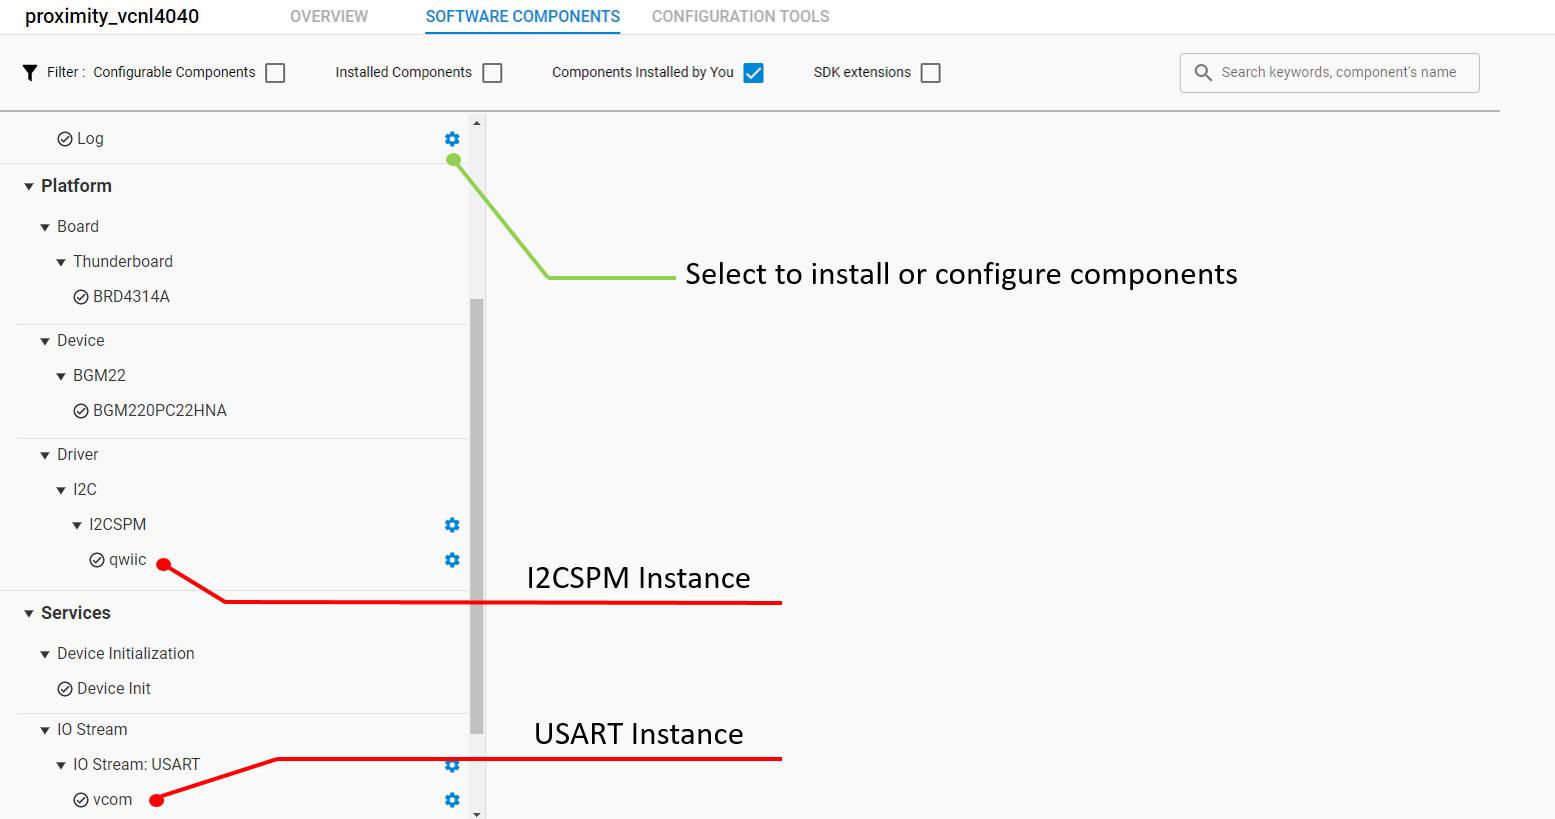 proximity_vcnl4040 OVERVIEW SOFTWARE COMPONENTS CONFIGURATION TOOLS
Filter : Configurable Components Installed Components Components Installed by You SDK extensions Search keywords, component's name
Log
Platform
Board
Thunderboard
Select to install or configure components
BRD4314A
Device
BGM22
BGM220PC22HNA
Driver
I2C
I2CSPM
qwiic
I2CSPM Instance
Services
Device Initialization
Device Init
IO Stream
USART Instance
IO Stream: USART
vcom